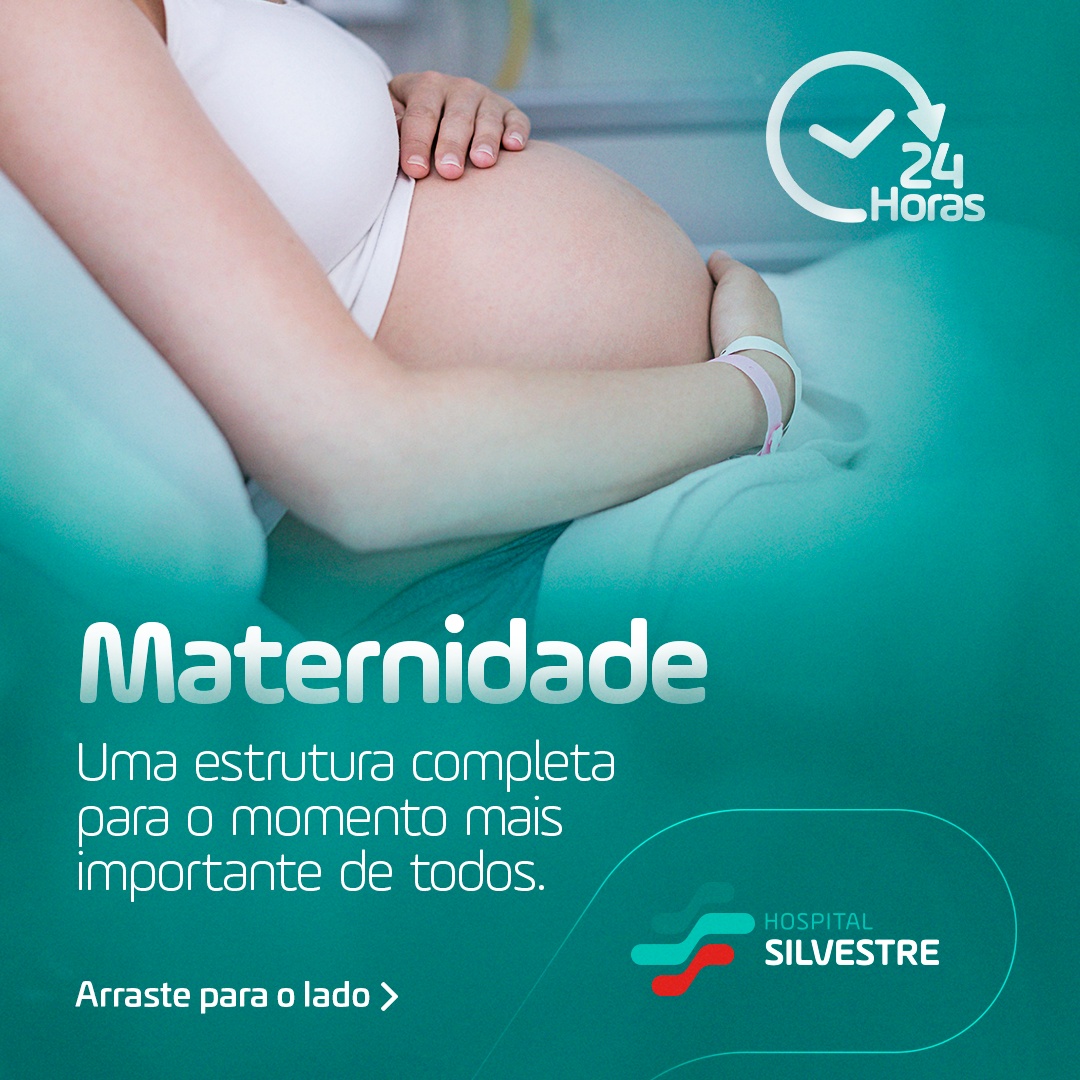 24
Horas
Maternidade
Uma estrutura completa
para o momento mais
importante de todos.
HOSPITAL
SILVESTRE
Arraste para o lado